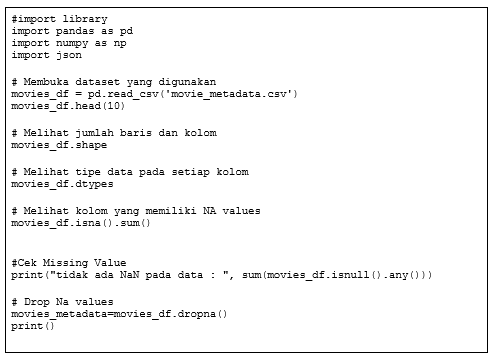 #import library
import pandas as pd
import numpy as np
import json
# Membuka dataset yang digunakan
movies_df = pd.read_csv('movie_metadata.csv')
movies_df.head(10)
# Melihat jumlah baris dan kolom
movies_df.shape
# Melihat tipe data pada setiap kolom
movies_df.dtypes
# Melihat kolom yang memiliki NA values
movies_df.isna().sum()
#Cek Missing Value
print("tidak ada NaN pada data : ", sum(movies_df.isnull().any()))
# Drop Na values
movies_metadata=movies_df.dropna()
print()